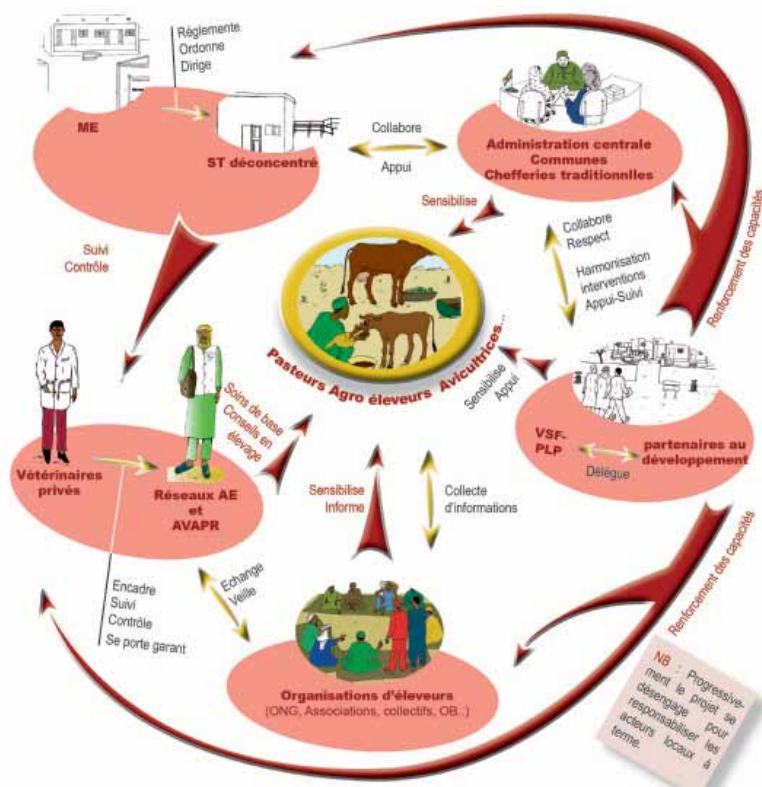 Réglemente
Ordonne
Dirige
ME
ST déconcentré
Collabore
Appui
Administration centrale
Communes
Chefferies traditionnlles
Sensibilise
Suivi
Contrôle
Collabore
Respect
Harmonisation
interventions
Appui-Suivi
Renforcement des capacités
Pasteurs Agro éleveurs Avicultrices...
Sensibilise
Appui
VSF-
PLP
partenaires au
développement
Délègue
Soins de base
Conseils en
élevage
Vétérinaires
privés
Réseaux AE
et
AVAPR
Sensibilise
Informe
Collecte
d'informations
Encadre
Suivi
Contrôle
Se porte garant
Echange
Veille
Organisations d'éleveurs
(ONG, Associations, collectifs, OB..)
Renforcement des capacités
NB : Progressive-
ment le projet se
désengage pour
responsabiliser les
acteurs locaux à
terme.